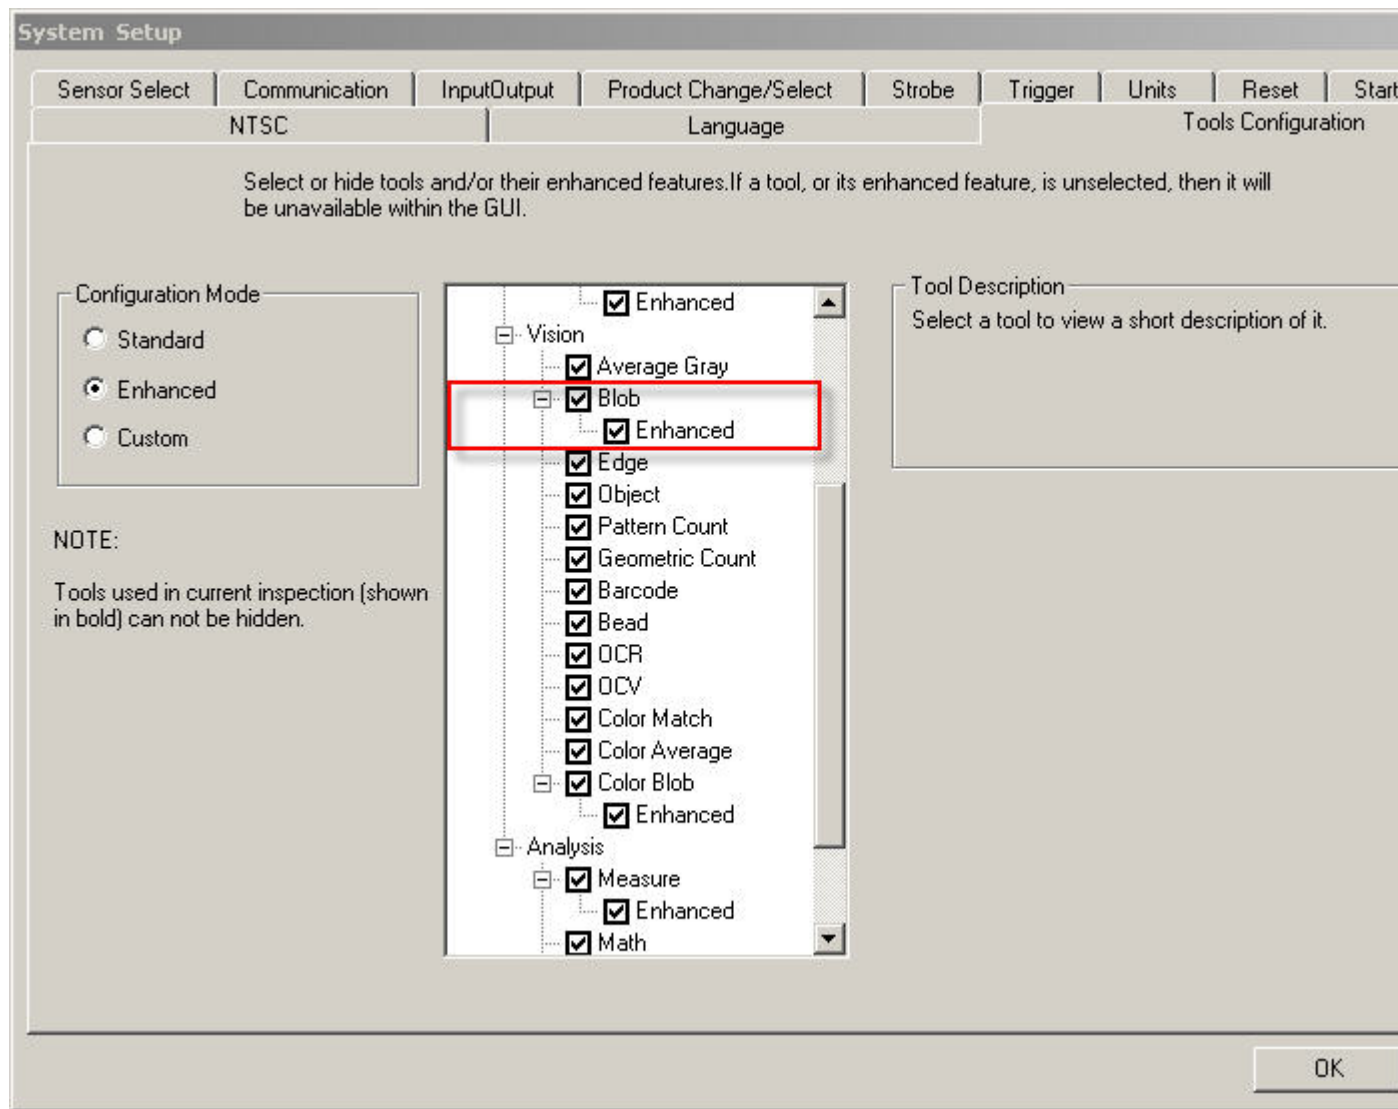 System Setup
Sensor Select Communication InputOutput Product Change/Select Strobe Trigger Units Reset Start
NTSC Language Tools Configuration
Select or hide tools and/or their enhanced features.If a tool, or its enhanced feature, is unselected, then it will
be unavailable within the GUI.
Configuration Mode
Standard
Enhanced
Custom
NOTE:
Tools used in current inspection (shown
in bold) can not be hidden.
Enhanced
Vision
Average Gray
Blob
Enhanced
Edge
Object
Pattern Count
Geometric Count
Barcode
Bead
OCR
OCV
Color Match
Color Average
Color Blob
Enhanced
Analysis
Measure
Enhanced
Math
Tool Description
Select a tool to view a short description of it.
OK